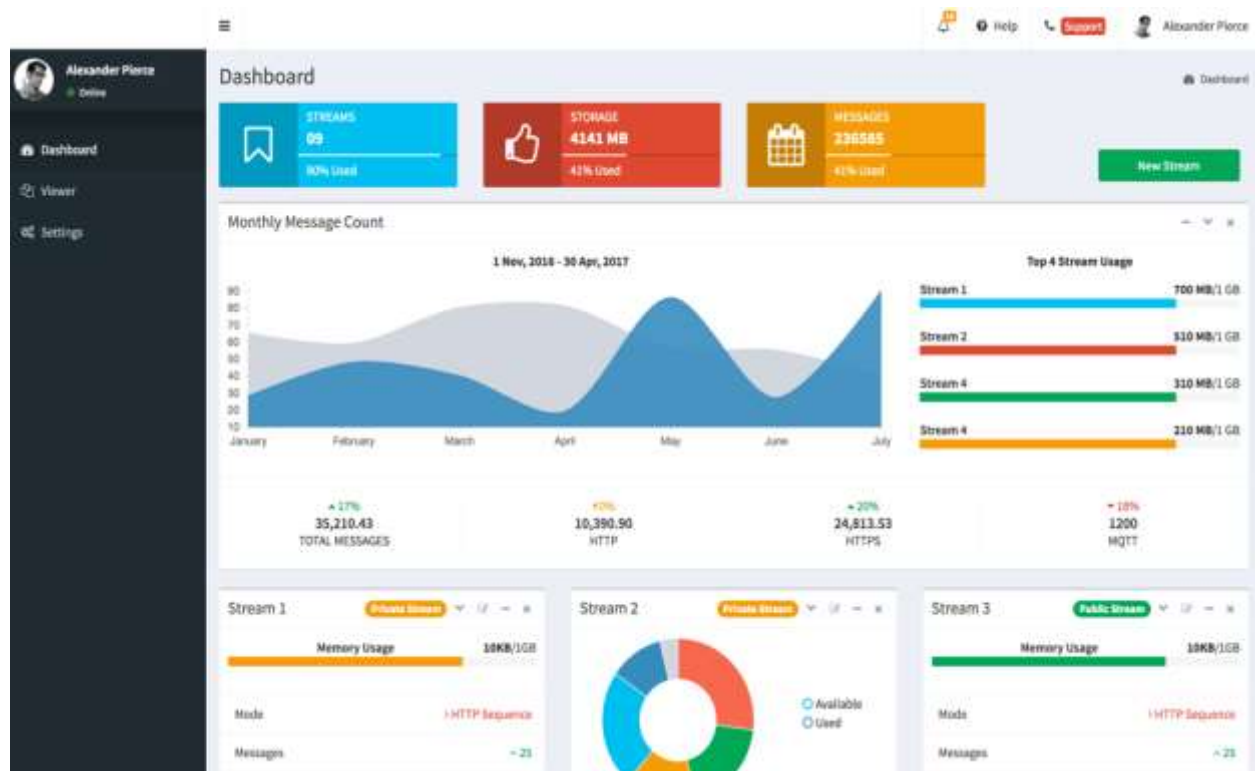 Help
Support
Alexander Pierce
Alexander Pierce
Online
Dashboard
Viewer
Settings
Dashboard
Dashboard
STREAMS
09
90% Used
STORAGE
4141 MB
41% Used
MESSAGES
336585
41% Used
New Stream
Monthly Message Count
1 Nov, 2016 - 30 Apr, 2017
90
80
70
60
50
40
30
20
10
January February March April May June July
Top 4 Stream Usage
Stream 1 700 MB/1 GB
Stream 2 510 MB/1 GB
Stream 4 310 MB/1 GB
Stream 4 210 MB/1 GB
17%
35,210.43
TOTAL MESSAGES
0%
10,390.90
HTTP
20%
24,813.53
HTTPS
18%
1200
MQTT
Stream 1 Private Stream
Memory Usage 10KB/1GB
Mode HTTP Sequence
Messages 25
Stream 2 Private Stream
Available
Used
Stream 3 Public Stream
Memory Usage 10KB/1GB
Mode HTTP Sequence
Messages 25